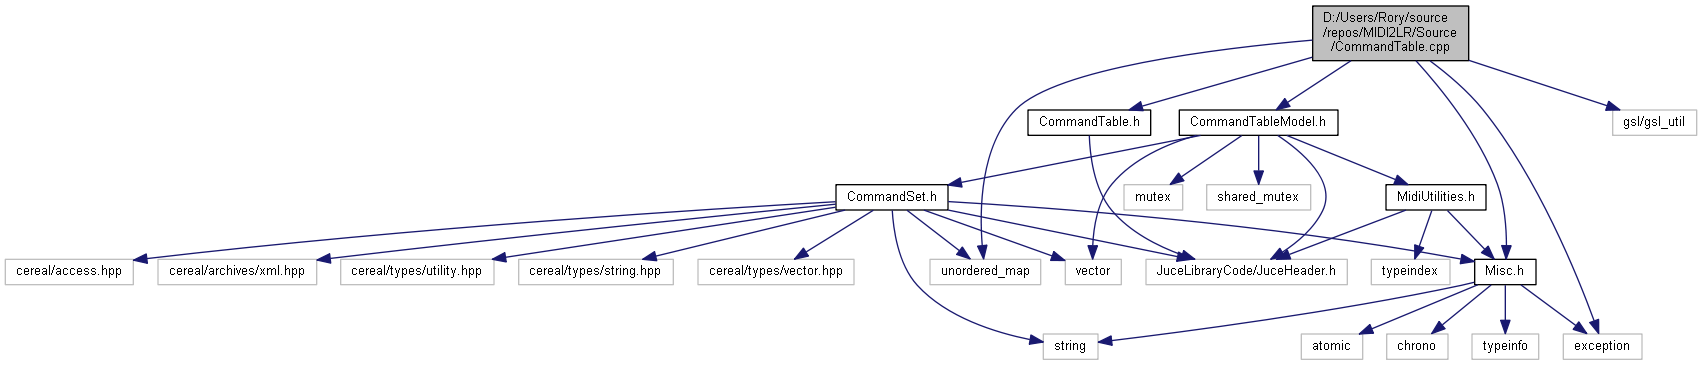 D:/Users/Rory/source
/repos/MIDI2LR/Source
/CommandTable.cpp
CommandTable.h
CommandTableModel.h
gsl/gsl_util
CommandSet.h
mutex
shared_mutex
MidiUtilities.h
cereal/access.hpp
cereal/archives/xml.hpp
cereal/types/utility.hpp
cereal/types/string.hpp
cereal/types/vector.hpp
unordered_map
vector
JuceLibraryCode/JuceHeader.h
typeindex
Misc.h
string
atomic
chrono
typeinfo
exception